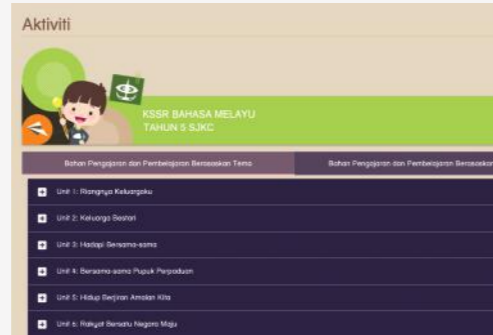 Aktiviti
KSSR BAHASA MELAYU
TAHUN 5 SJKC
Bahan Pengajaran dan Pembelajaran Berasaskan Tema
Bahan Pengajaran dan Pembelajaran Berasaskan
Unit 1: Riangnya Keluargaku
Unit 2: Keluarga Bestari
Unit 3: Hadapi Bersama-sama
Unit 4: Bersama-sama Pupuk Perpaduan
Unit 5: Hidup Berjiran Amalan Kita
Unit 6: Rakyat Bersatu Negara Maju